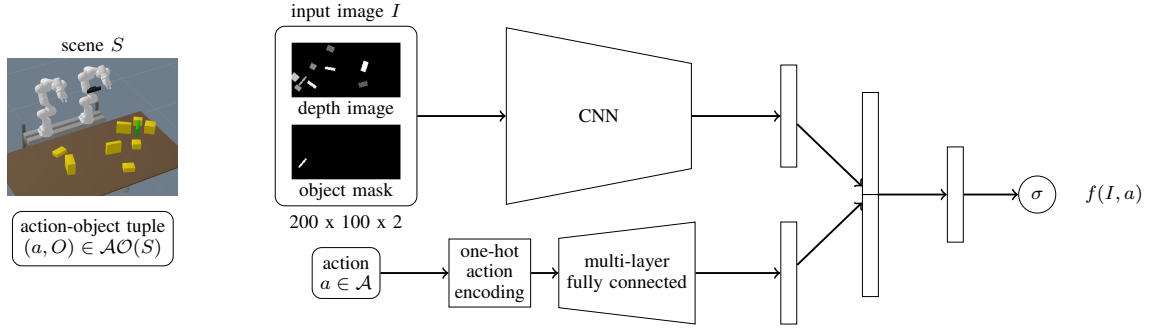 scene S
action-object tuple
(a, O) ∈ 𝒜𝒪(S)
input image I
depth image
object mask
200 x 100 x 2
CNN
action
a ∈ 𝒜
one-hot
action
encoding
multi-layer
fully connected
σ
f(I, a)